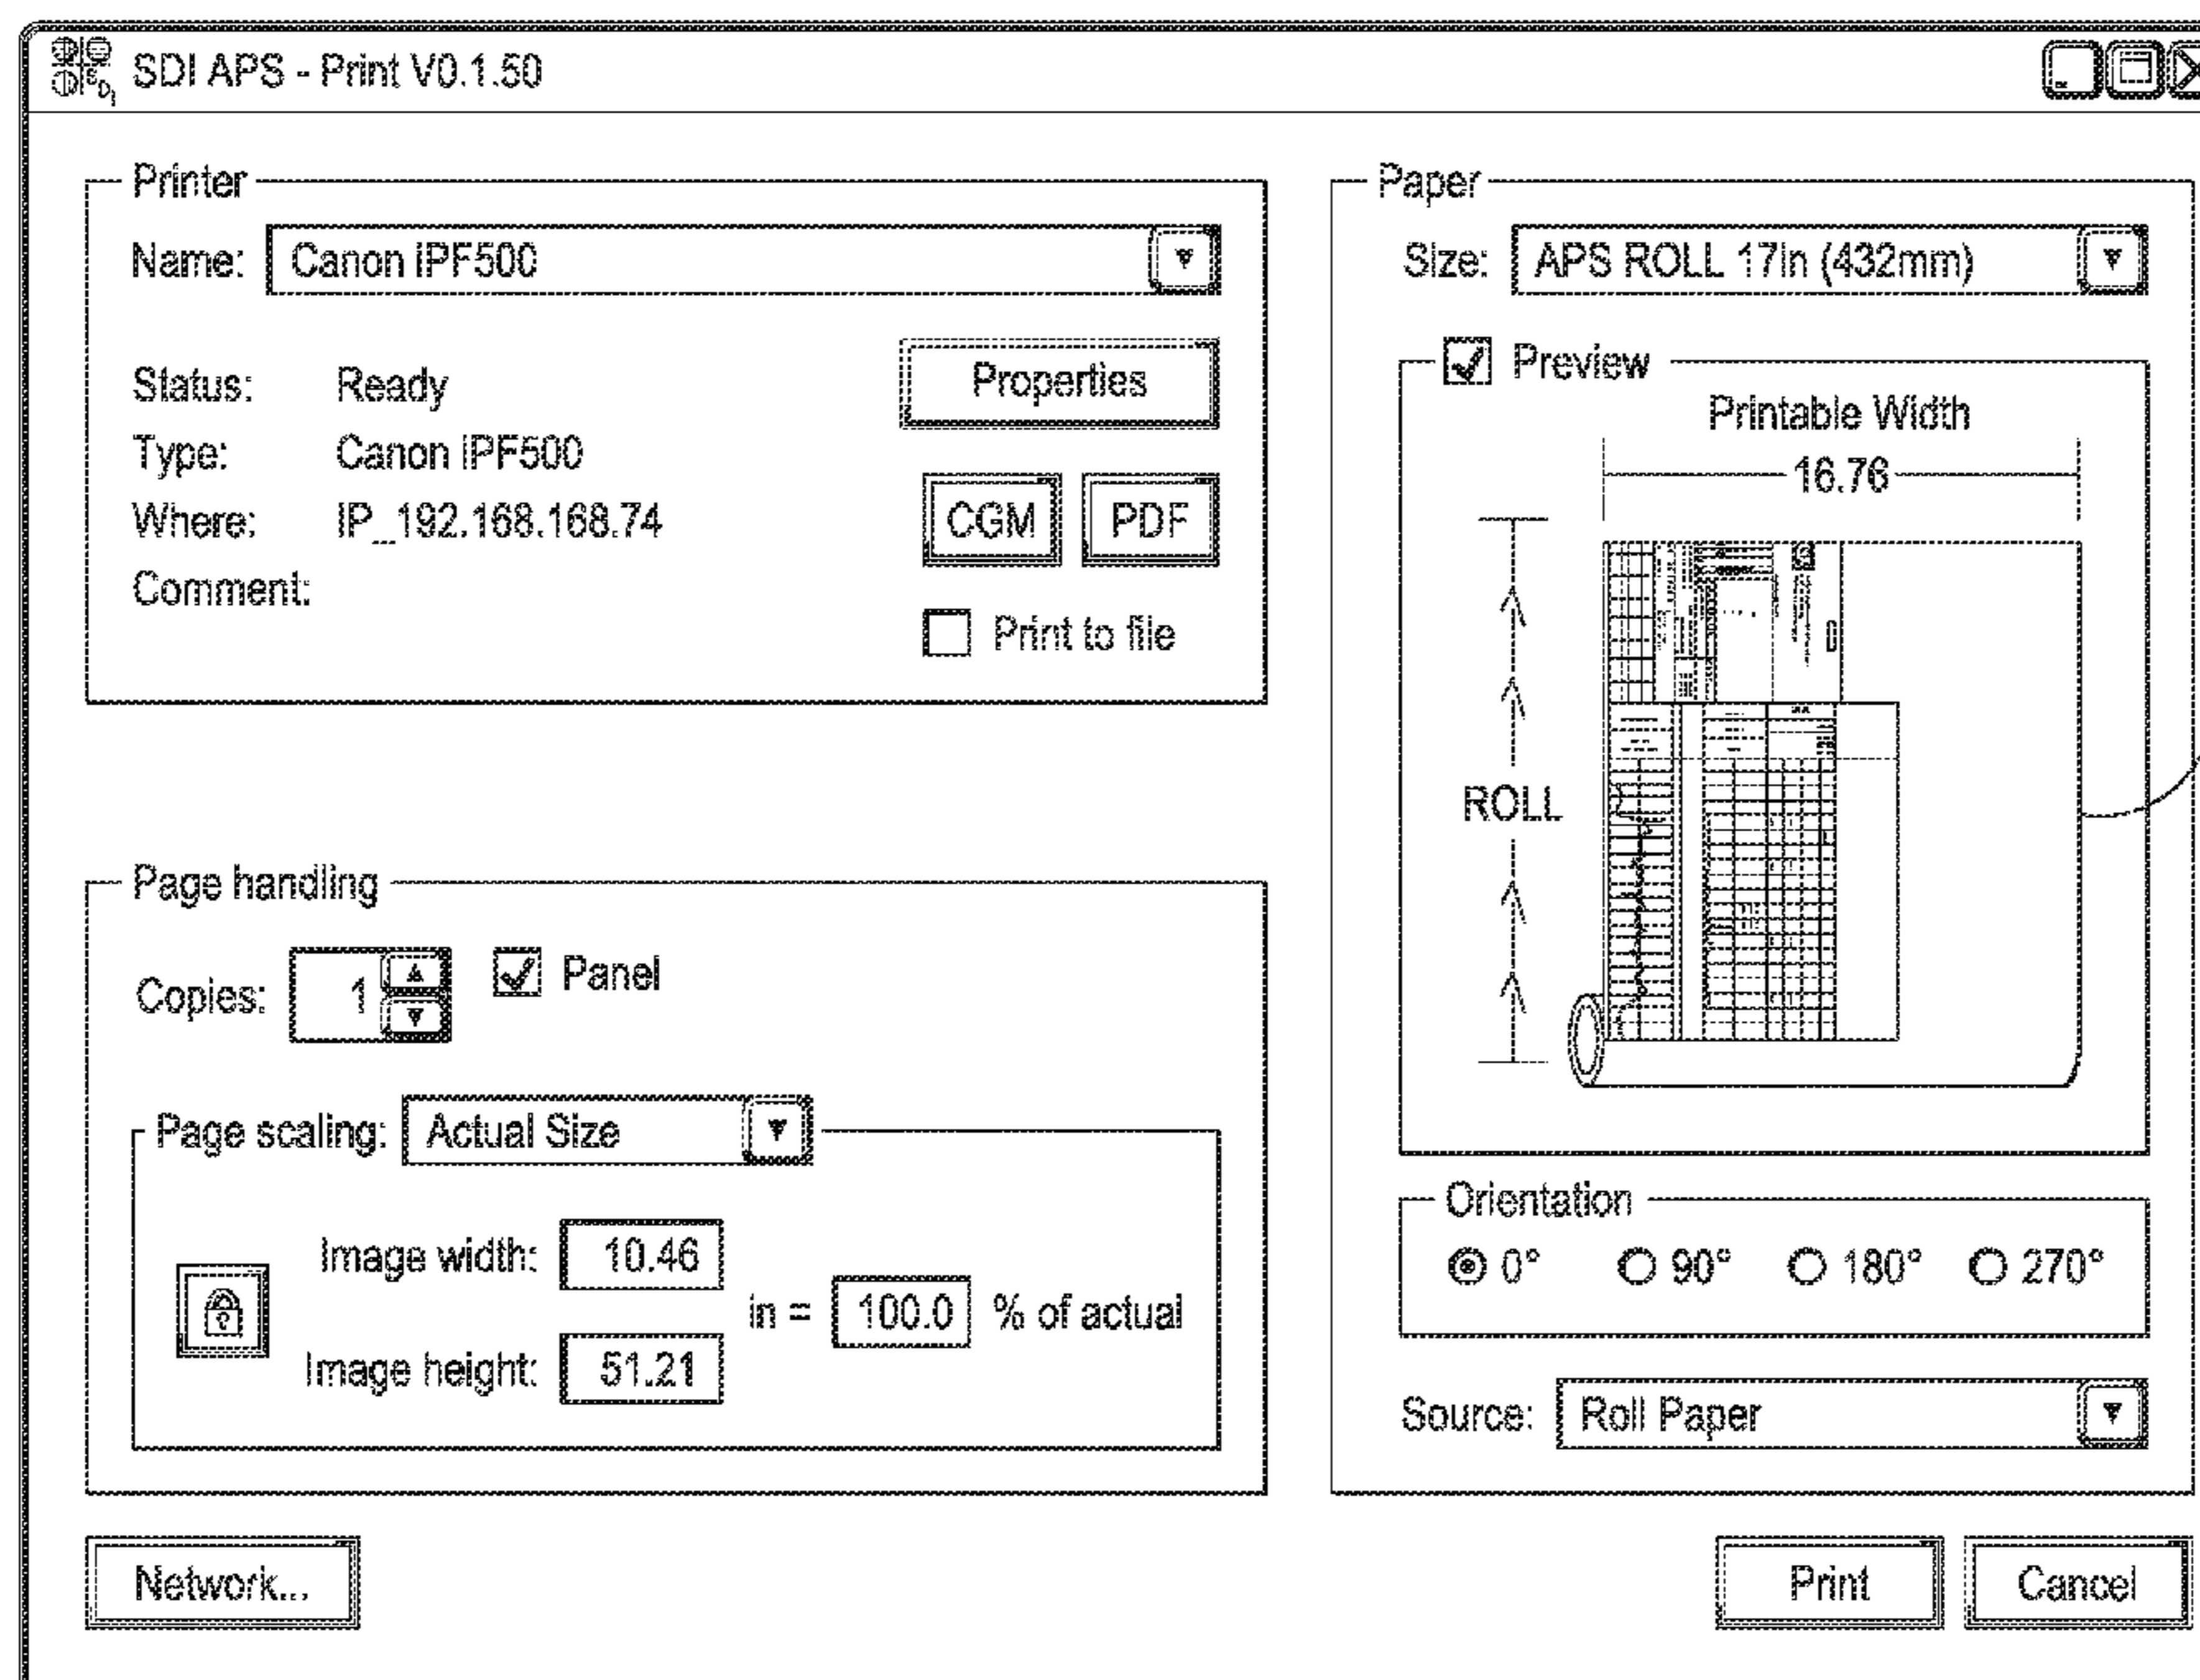 SDI APS - Print V0.1.50
Printer
Name: Canon iPF500
Status: Ready
Properties
Type: Canon iPF500
Where: IP_192.168.168.74
CGM PDF
Comment:
Print to file
Page handling
Copies: 1 Panel
Page scaling: Actual Size
Image width: 10.46
in = 100.0 % of actual
Image height: 51.21
Network...
Paper
Size: APS ROLL 17in (432mm)
Preview
Printable Width
16.76
ROLL
Orientation
0° 90° 180° 270°
Source: Roll Paper
Print Cancel